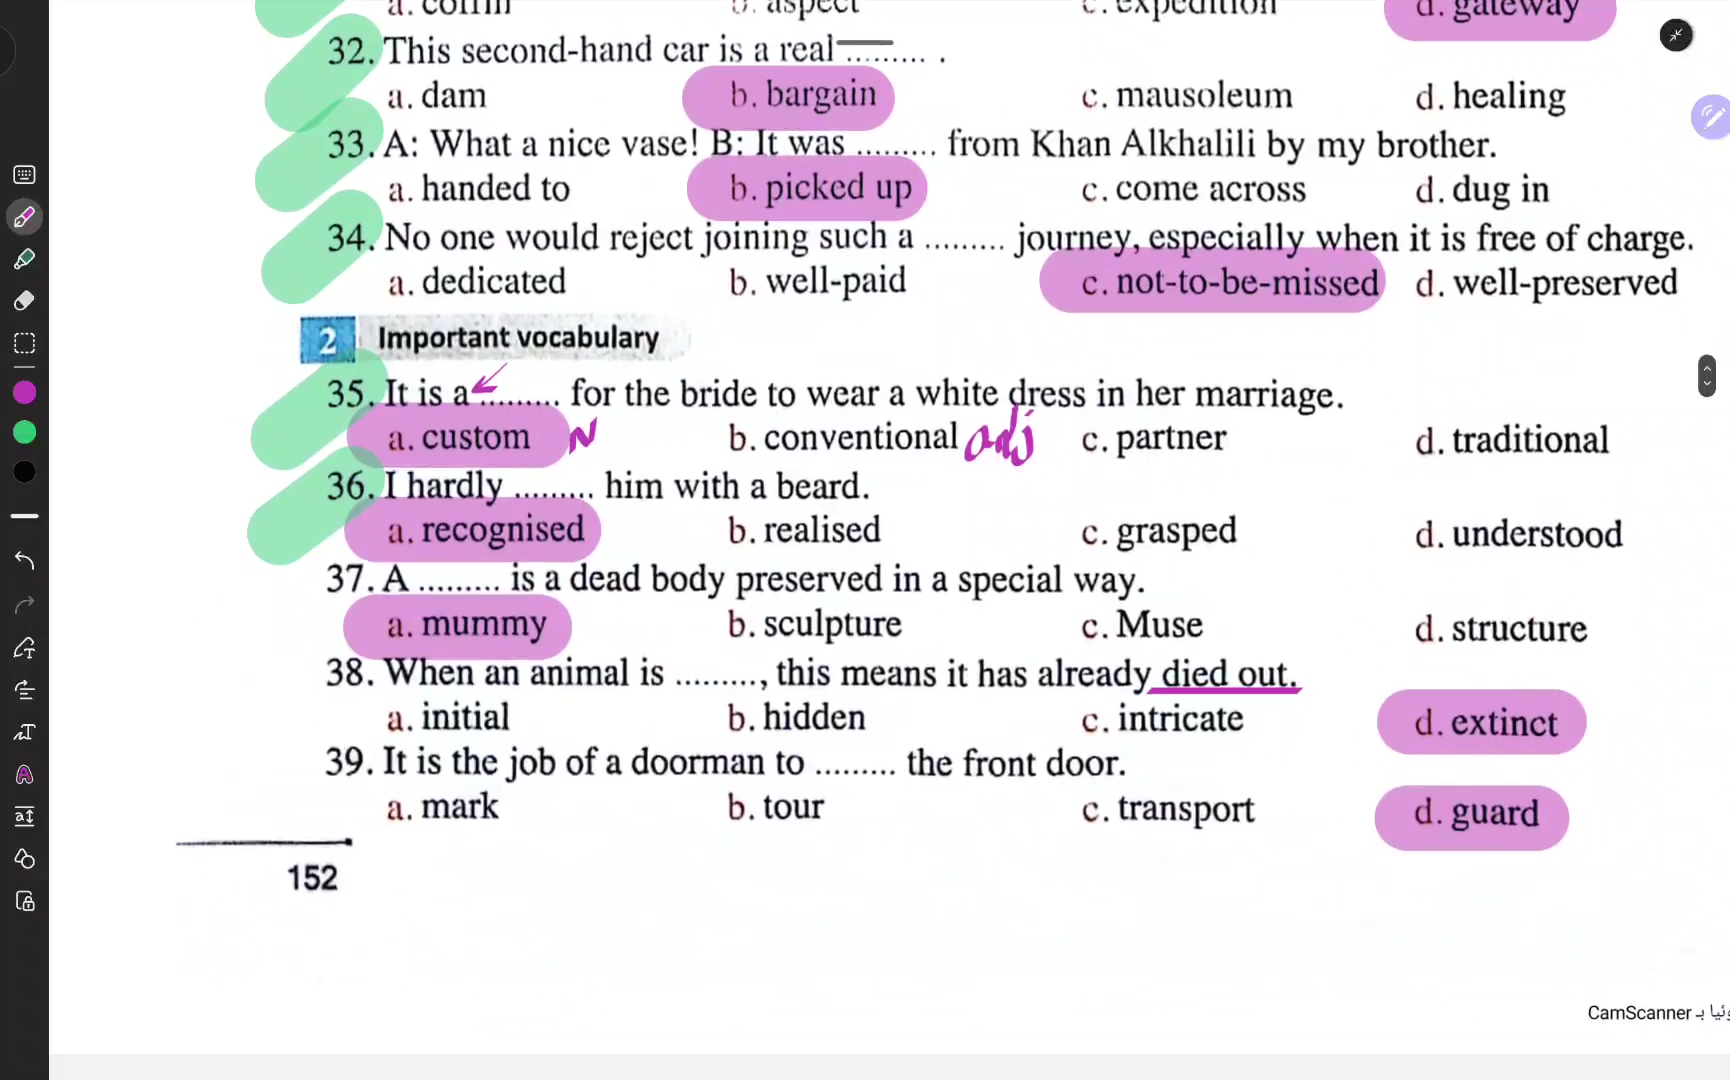 a. coffin b. aspect c. expedition d. gateway
32. This second-hand car is a real ......... .
a. dam b. bargain c. mausoleum d. healing
33. A: What a nice vase! B: It was ......... from Khan Alkhalili by my brother.
a. handed to b. picked up c. come across d. dug in
34. No one would reject joining such a ......... journey, especially when it is free of charge.
a. dedicated b. well-paid c. not-to-be-missed d. well-preserved
2 Important vocabulary
35. It is a ......... for the bride to wear a white dress in her marriage.
a. custom N b. conventional adj c. partner d. traditional
36. I hardly ......... him with a beard.
a. recognised b. realised c. grasped d. understood
37. A ......... is a dead body preserved in a special way.
a. mummy b. sculpture c. Muse d. structure
38. When an animal is ........., this means it has already died out.
a. initial b. hidden c. intricate d. extinct
39. It is the job of a doorman to ......... the front door.
a. mark b. tour c. transport d. guard
152
CamScanner بـ